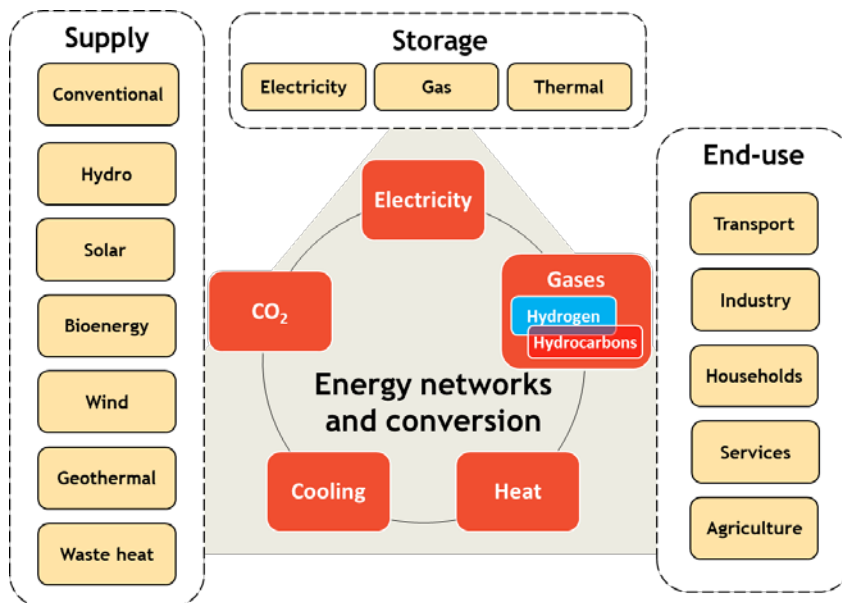 Supply
Conventional
Hydro
Solar
Bioenergy
Wind
Geothermal
Waste heat
Storage
Electricity
Gas
Thermal
Electricity
CO₂
Gases
Hydrogen
Hydrocarbons
Energy networks
and conversion
Cooling
Heat
End-use
Transport
Industry
Households
Services
Agriculture